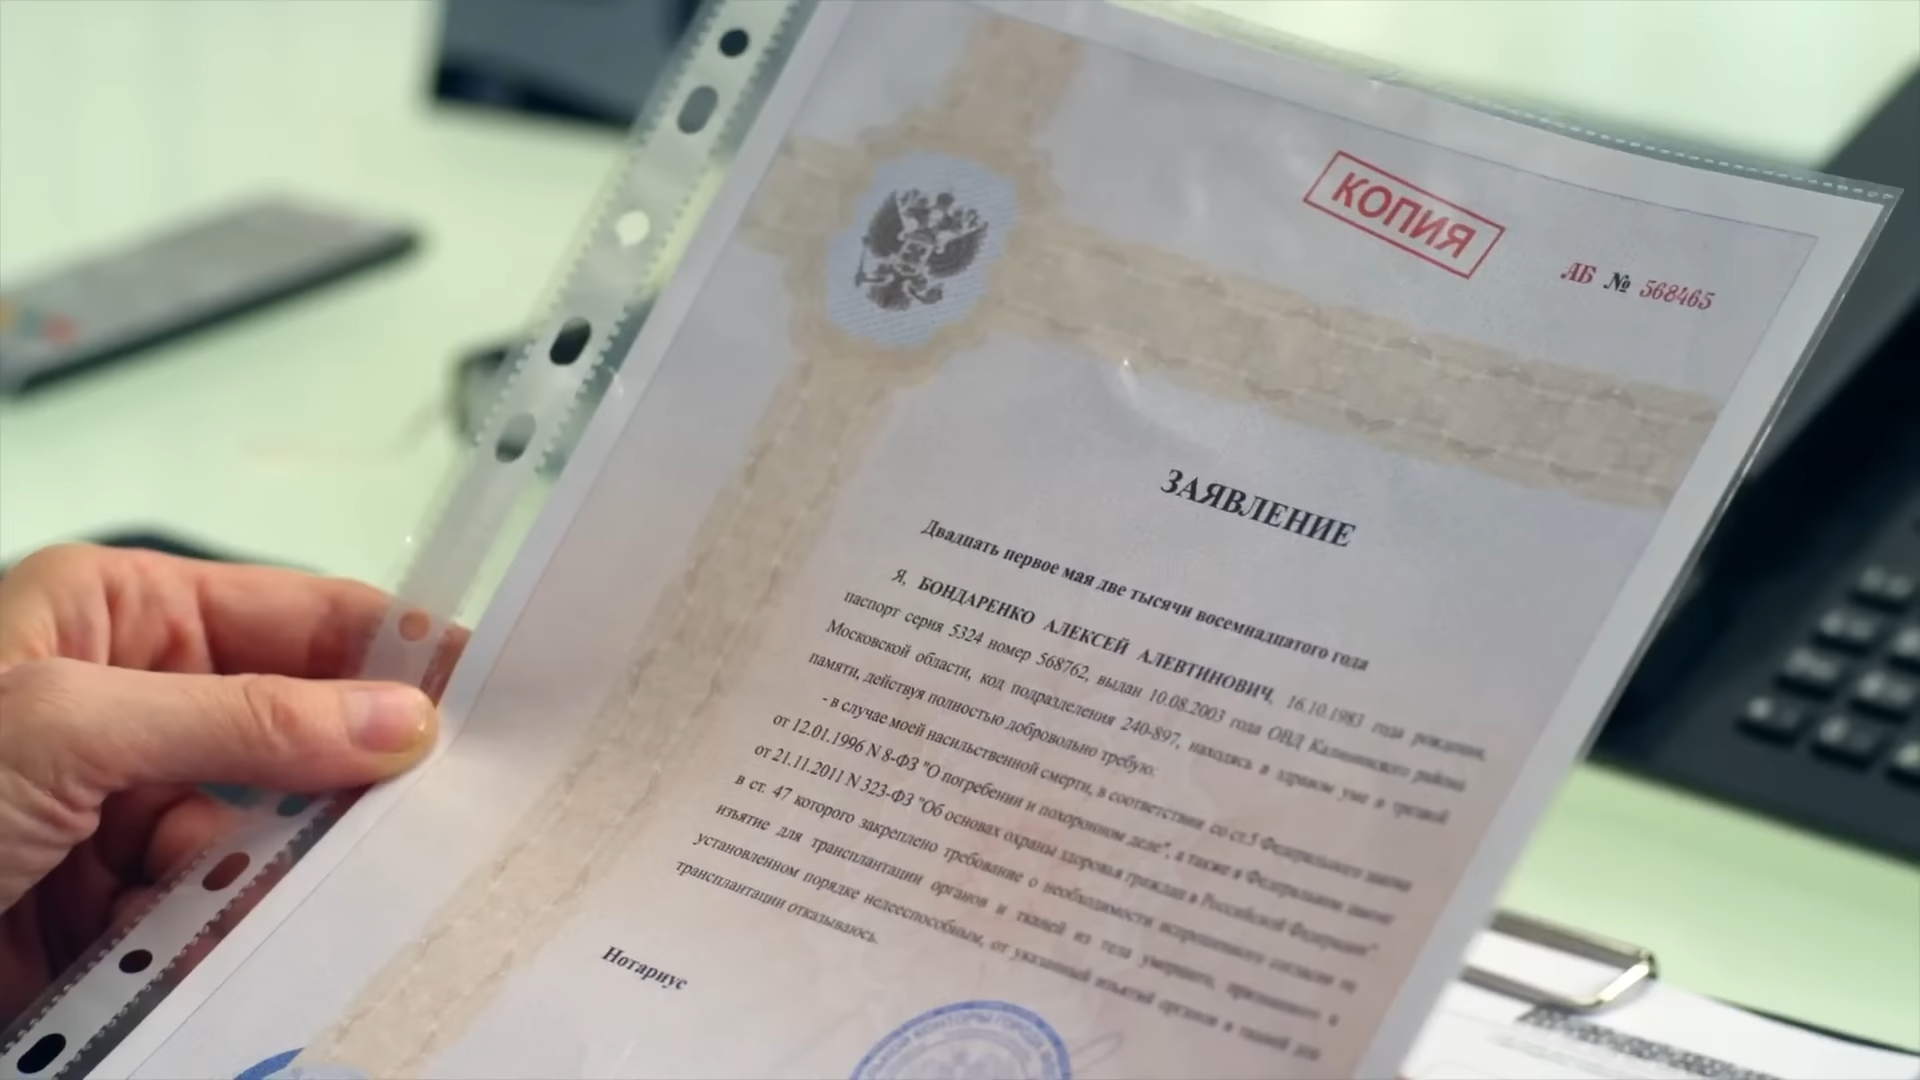 КОПИЯ
АБ № 568465
ЗАЯВЛЕНИЕ
Двадцать первое мая две тысячи восемнадцатого года
Я, БОНДАРЕНКО АЛЕКСЕЙ АЛЕВТИНОВИЧ, 16.10.1983 года рождения,
паспорт серия 5324 номер 568762, выдан 10.08.2003 года ОВД Калининского района
Московской области, код подразделения 240-897, находясь в здравом уме и трезвой
памяти, действуя полностью добровольно требую:
- в случае моей насильственной смерти, в соответствии со ст.5 Федерального закона
от 12.01.1996 N 8-ФЗ "О погребении и похоронном деле", а также в Федеральном законе
от 21.11.2011 N 323-ФЗ "Об основах охраны здоровья граждан в Российской Федерации"
в ст. 47 которого закреплено требование о необходимости испрошенного согласия на
изъятие для трансплантации органов и тканей из тела умершего, признанного в
установленном порядке недееспособным, от указанный изъятий органов и тканей для
трансплантации отказываюсь.
Нотариус
КОНТОРЫ ГОРОДА